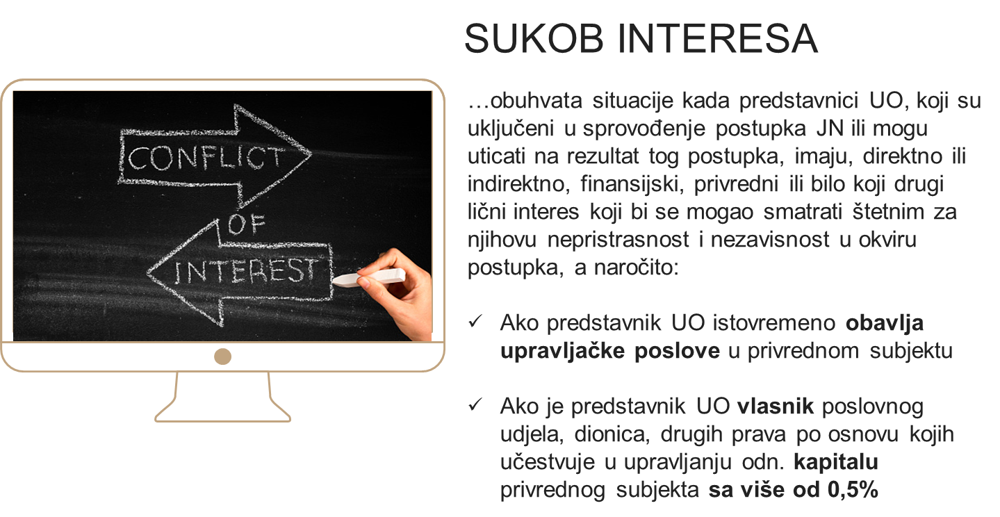 SUKOB INTERESA
CONFLICT
OF
INTEREST
…obuhvata situacije kada predstavnici UO, koji su
uključeni u sprovođenje postupka JN ili mogu
uticati na rezultat tog postupka, imaju, direktno ili
indirektno, finansijski, privredni ili bilo koji drugi
lični interes koji bi se mogao smatrati štetnim za
njihovu nepristrasnost i nezavisnost u okviru
postupka, a naročito:
✓ Ako predstavnik UO istovremeno obavlja
upravljačke poslove u privrednom subjektu
✓ Ako je predstavnik UO vlasnik poslovnog
udjela, dionica, drugih prava po osnovu kojih
učestvuje u upravljanju odn. kapitalu
privrednog subjekta sa više od 0,5%